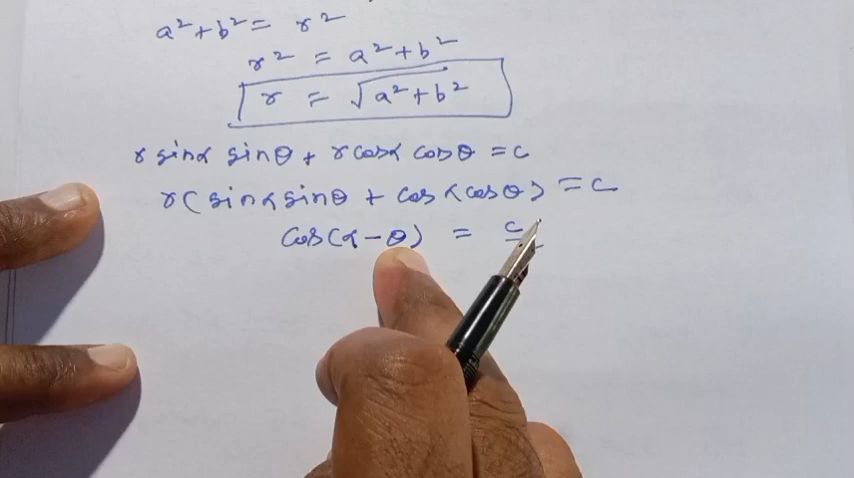 a² + b² = r²
r² = a² + b²
r = √a² + b²
r sinα sinθ + r cosα cosθ = c
r ( sinα sinθ + cosα cosθ ) = c
cos(α - θ) = c